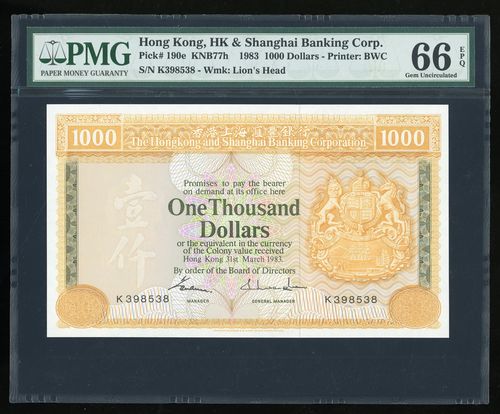 PMG
PAPER MONEY GUARANTY
Hong Kong, HK & Shanghai Banking Corp.
Pick# 190e KNB77h 1983 1000 Dollars - Printer: BWC
S/N K398538 - Wmk: Lion's Head
66 EPQ
Gem Uncirculated
1000 香港上海滙豐銀行 1000
The Hongkong and Shanghai Banking Corporation
Promises to pay the bearer
on demand at its office here
One Thousand
Dollars
or the equivalent in the currency
of the Colony value received
Hong Kong 31st March 1983.
By order of the Board of Directors
壹仟
MANAGER
GENERAL MANAGER
K398538
K398538